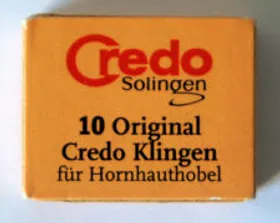 Credo
Solingen
10 Original
Credo Klingen
für Hornhauthobel